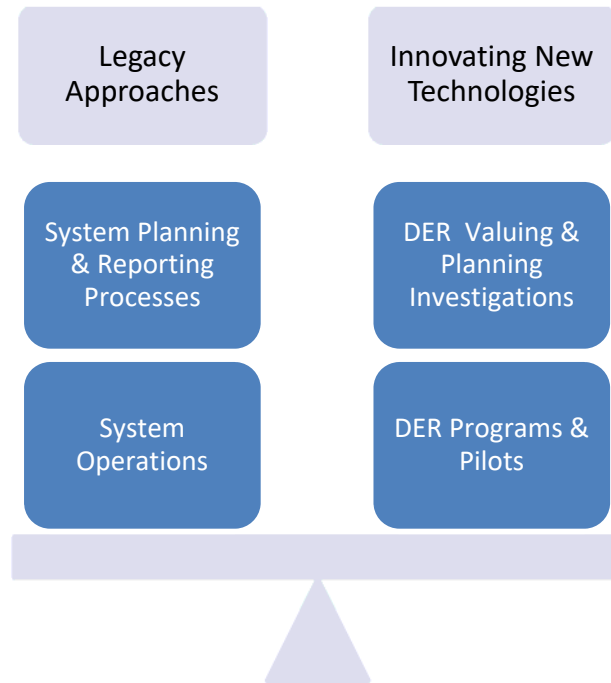 Legacy
Approaches
Innovating New
Technologies
System Planning
& Reporting
Processes
DER  Valuing &
Planning
Investigations
System
Operations
DER Programs &
Pilots